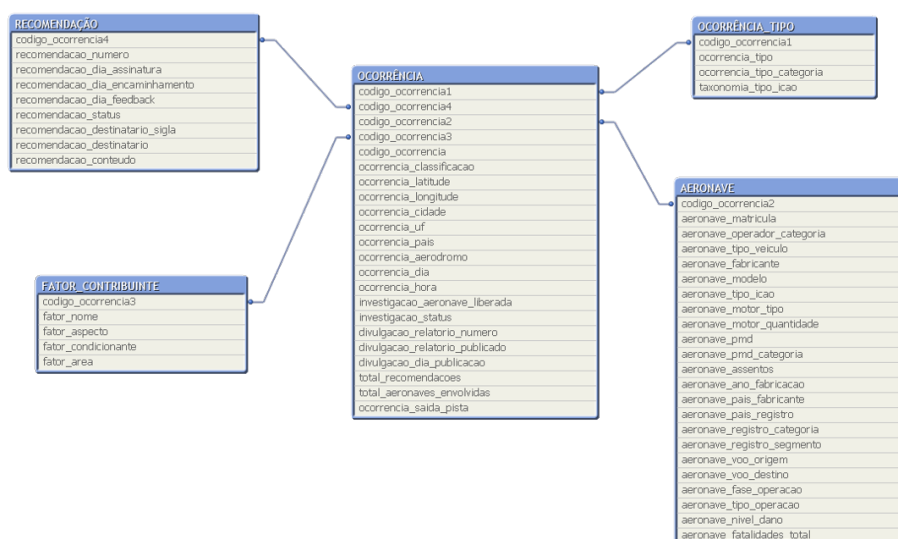 RECOMENDAÇÃO
codigo_ocorrencia4
recomendacao_numero
recomendacao_dia_assinatura
recomendacao_dia_encaminhamento
recomendacao_dia_feedback
recomendacao_status
recomendacao_destinatario_sigla
recomendacao_destinatario
recomendacao_conteudo
FATOR_CONTRIBUINTE
codigo_ocorrencia3
fator_nome
fator_aspecto
fator_condicionante
fator_area
OCORRÊNCIA
codigo_ocorrencia1
codigo_ocorrencia4
codigo_ocorrencia2
codigo_ocorrencia3
codigo_ocorrencia
ocorrencia_classificacao
ocorrencia_latitude
ocorrencia_longitude
ocorrencia_cidade
ocorrencia_uf
ocorrencia_pais
ocorrencia_aerodromo
ocorrencia_dia
ocorrencia_hora
investigacao_aeronave_liberada
investigacao_status
divulgacao_relatorio_numero
divulgacao_relatorio_publicado
divulgacao_dia_publicacao
total_recomendacoes
total_aeronaves_envolvidas
ocorrencia_saida_pista
OCORRÊNCIA_TIPO
codigo_ocorrencia1
ocorrencia_tipo
ocorrencia_tipo_categoria
taxonomia_tipo_icao
AERONAVE
codigo_ocorrencia2
aeronave_matricula
aeronave_operador_categoria
aeronave_tipo_veiculo
aeronave_fabricante
aeronave_modelo
aeronave_tipo_icao
aeronave_motor_tipo
aeronave_motor_quantidade
aeronave_pmd
aeronave_pmd_categoria
aeronave_assentos
aeronave_ano_fabricacao
aeronave_pais_fabricante
aeronave_pais_registro
aeronave_registro_categoria
aeronave_registro_segmento
aeronave_voo_origem
aeronave_voo_destino
aeronave_fase_operacao
aeronave_tipo_operacao
aeronave_nivel_dano
aeronave_fatalidades_total